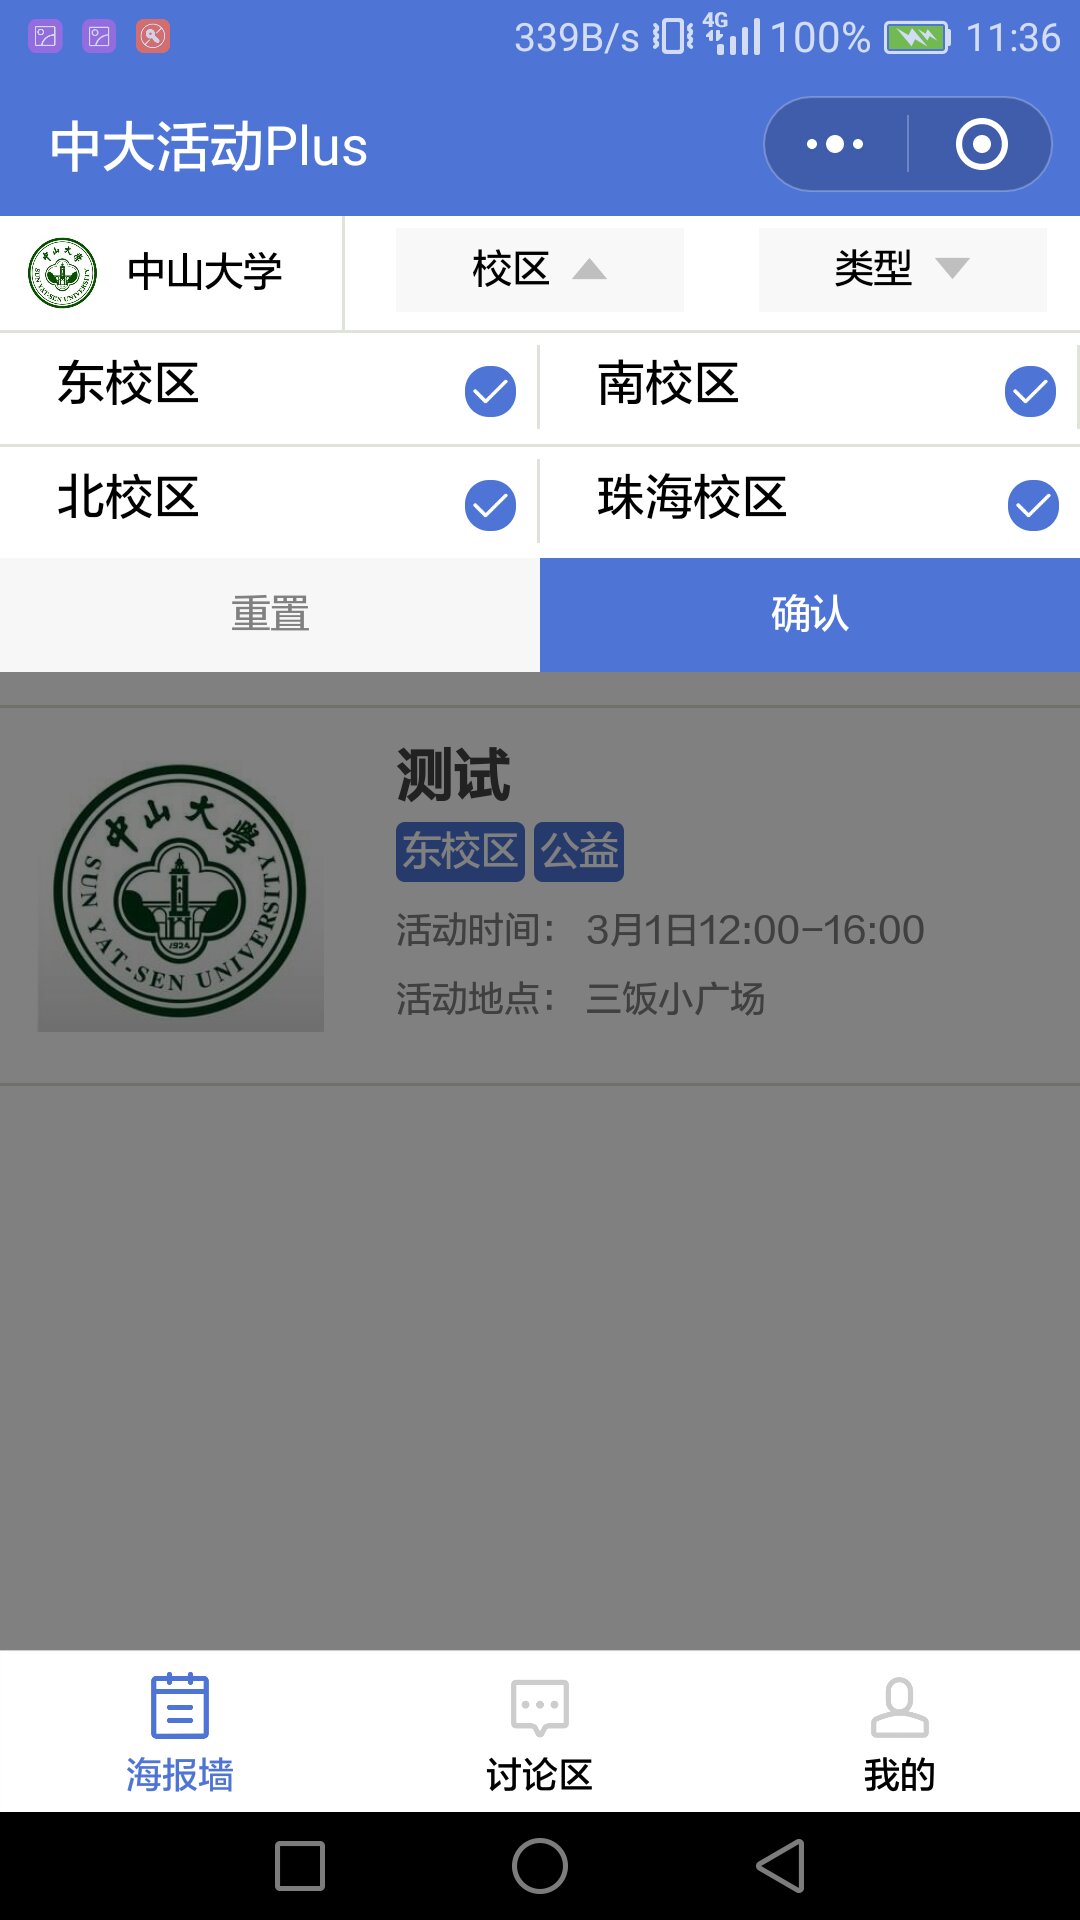 339B/s 4G 100% 11:36
中大活动Plus
中山大学 校区 类型
东校区 南校区
北校区 珠海校区
重置 确认
测试
中山大學
SUN YAT-SEN UNIVERSITY
1924
东校区 公益
活动时间： 3月1日12:00-16:00
活动地点： 三饭小广场
海报墙 讨论区 我的